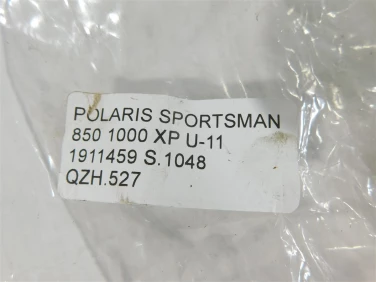 POLARIS SPORTSMAN
850 1000 XP U-11
1911459 S.1048
QZH.527